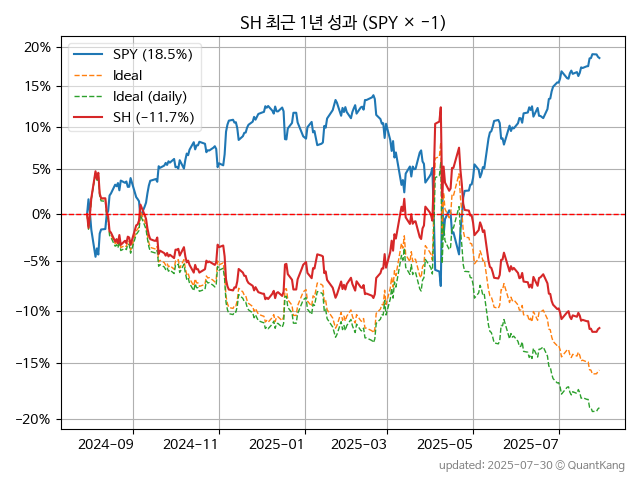 SH 최근 1년 성과 (SPY × −1)
SPY (18.5%)
Ideal
Ideal (daily)
SH (−11.7%)
20%
15%
10%
5%
0%
−5%
−10%
−15%
−20%
2024-09
2024-11
2025-01
2025-03
2025-05
2025-07
updated: 2025-07-30 © QuantKang